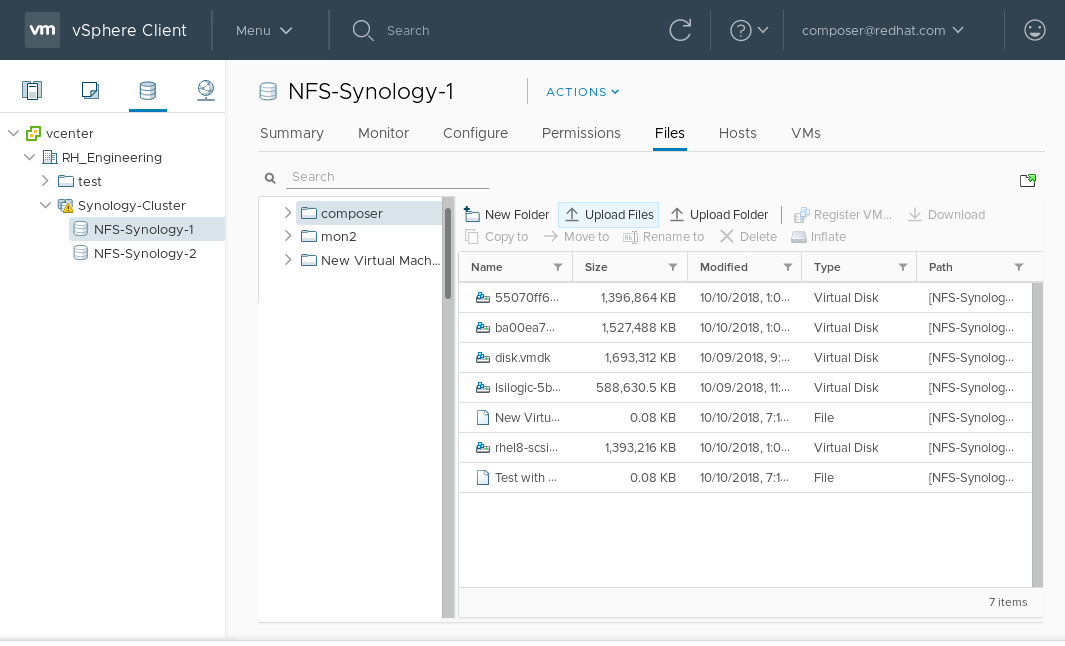 vm vSphere Client Menu Search composer@redhat.com
NFS-Synology-1 ACTIONS
Summary Monitor Configure Permissions Files Hosts VMs
vcenter
RH_Engineering
test
Synology-Cluster
NFS-Synology-1
NFS-Synology-2
Search
composer
mon2
New Virtual Mach...
New Folder Upload Files Upload Folder Register VM... Download
Copy to Move to Rename to Delete Inflate
Name Size Modified Type Path
55070ff6... 1,396,864 KB 10/10/2018, 1:0... Virtual Disk [NFS-Synolog...
ba00ea7... 1,527,488 KB 10/10/2018, 1:0... Virtual Disk [NFS-Synolog...
disk.vmdk 1,693,312 KB 10/09/2018, 9:... Virtual Disk [NFS-Synolog...
lsilogic-5b... 588,630.5 KB 10/09/2018, 11:... Virtual Disk [NFS-Synolog...
New Virtu... 0.08 KB 10/10/2018, 7:1... File [NFS-Synolog...
rhel8-scsi... 1,393,216 KB 10/10/2018, 1:0... Virtual Disk [NFS-Synolog...
Test with ... 0.08 KB 10/10/2018, 7:1... File [NFS-Synolog...
7 items